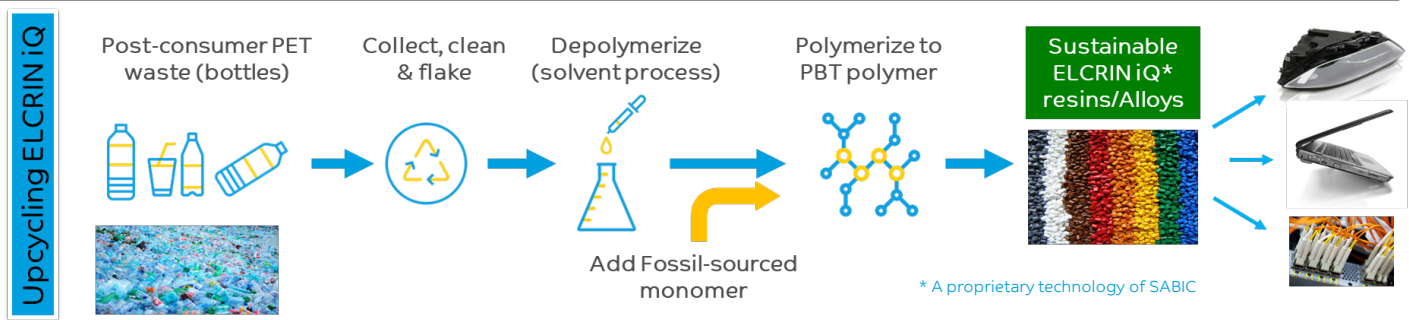 Upcycling ELCRIN iQ
Post-consumer PET
waste (bottles)
Collect, clean
& flake
Depolymerize
(solvent process)
Polymerize to
PBT polymer
Sustainable
ELCRIN iQ*
resins/Alloys
Add Fossil-sourced
monomer
* A proprietary technology of SABIC